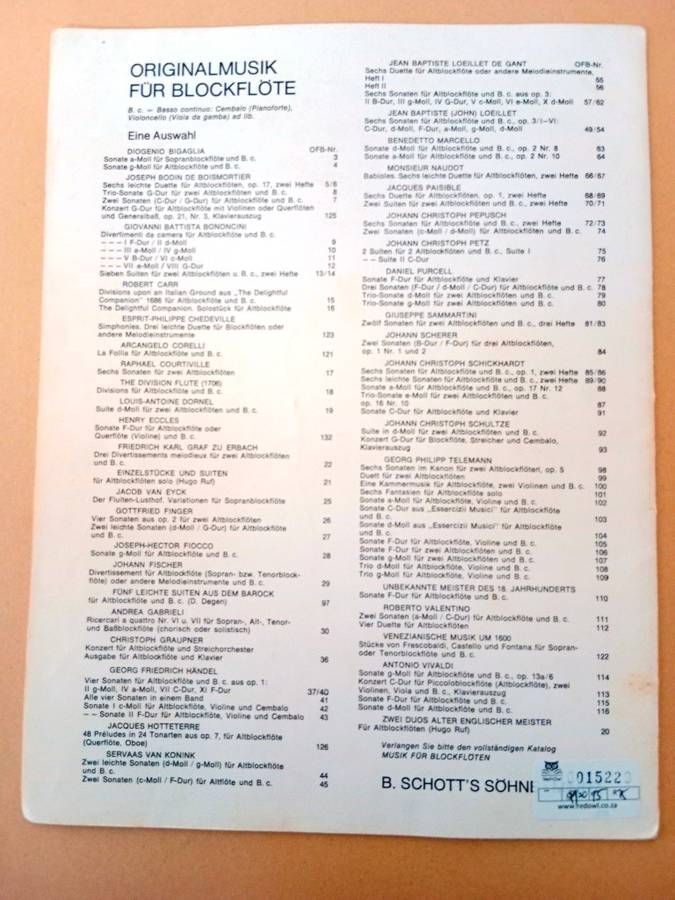 ORIGINALMUSIK
FÜR BLOCKFLÖTE
B. c. — Basso continuo: Cembalo (Pianoforte),
Violoncello (Viola da gamba) ad lib.
Eine Auswahl
DIOGENIO BIGAGLIA OFB-Nr.
Sonate a-Moll für Sopranblockflöte und B. c. 3
Sonate g-Moll für Altblockflöte und B. c. 4
JOSEPH BODIN DE BOISMORTIER
Sechs leichte Duette für Altblockflöten, op. 17, zwei Hefte 5/6
Trio-Sonate G-Dur für zwei Altblockflöten und B. c. 8
Zwei Sonaten (C-Dur / G-Dur) für Altblockflöte und B. c. 7
Konzert G-Dur für Altblockflöte mit Violinen oder Querflöten
und Generalbaß, op. 21, Nr. 3, Klavierauszug 125
GIOVANNI BATTISTA BONONCINI
Divertimenti da camera für Altblockflöte und B. c.
— — — I F-Dur / II d-Moll 9
— — — III a-Moll / IV g-Moll 10
— — — V B-Dur / VI c-Moll 11
— — — VII e-Moll / VIII G-Dur 12
Sieben Suiten für zwei Altblockflöten u. B. c., zwei Hefte 13/14
ROBERT CARR
Divisions upon an Italian Ground aus „The Delightful
Companion" 1686 für Altblockflöte und B. c. 15
The Delightful Companion. Solostück für Altblockflöte 16
ESPRIT-PHILIPPE CHEDEVILLE
Simphonies. Drei leichte Duette für Blockflöten oder
andere Melodieinstrumente 123
ARCANGELO CORELLI
La Follia für Altblockflöte und B. c. 121
RAPHAEL COURTIVILLE
Sechs Sonaten für zwei Altblockflöten 17
THE DIVISION FLUTE (1706)
Divisions für Altblockflöte und B. c. 18
LOUIS-ANTOINE DORNEL
Suite d-Moll für zwei Altblockflöten und B. c. 19
HENRY ECCLES
Sonate F-Dur für Altblockflöte oder
Querflöte (Violine) und B. c. 132
FRIEDRICH KARL GRAF ZU ERBACH
Drei Divertissements melodieux für zwei Altblockflöten
und B. c. 22
EINZELSTÜCKE UND SUITEN
für Altblockflöte solo (Hugo Ruf) 21
JACOB VAN EYCK
Der Fluiten-Lusthof. Variationen für Sopranblockflöte 25
GOTTFIED FINGER
Vier Sonaten aus op. 2 für zwei Altblockflöten 26
Zwei leichte Sonaten (d-Moll / G-Dur) für Altblockflöte
und B. c. 27
JOSEPH-HECTOR FIOCCO
Sonate g-Moll für Altblockflöte und B. c. 28
JOHANN FISCHER
Divertissement für Altblockflöte (Sopran- bzw. Tenorblock-
flöte) oder andere Melodieinstrumente und B. c. 29
FÜNF LEICHTE SUITEN AUS DEM BAROCK
für Altblockflöte und B. c. (D. Degen) 97
ANDREA GABRIELI
Ricercari a quattro Nr. VI u. VII für Sopran-, Alt-, Tenor-
und Baßblockflöte (chorisch oder solistisch) 30
CHRISTOPH GRAUPNER
Konzert für Altblockflöte und Streichorchester
Ausgabe für Altblockflöte und Klavier 36
GEORG FRIEDRICH HÄNDEL
Vier Sonaten für Altblockflöte und B. c. aus op. 1:
II g-Moll, IV a-Moll, VII C-Dur, XI F-Dur 37/40
Alle vier Sonaten in einem Band 41
Sonate I c-Moll für Altblockflöte, Violine und Cembalo 42
— — Sonate II F-Dur für Altblockflöte, Violine und Cembalo 43
JACQUES HOTTETERRE
48 Préludes in 24 Tonarten aus op. 7, für Altblockflöte
(Querflöte, Oboe) 126
SERVAAS VAN KONINK
Zwei leichte Sonaten (d-Moll / g-Moll) für Altblockflöte
und B. c. 44
Zwei Sonaten (c-Moll / F-Dur) für Altflöte und B. c. 45
JEAN BAPTISTE LOEILLET DE GANT OFB-Nr.
Sechs Duette für Altblockflöte oder andere Melodieinstrumente,
Heft I 55
Heft II 56
Sechs Sonaten für Altblockflöte und B. c. aus op. 3:
II B-Dur, III g-Moll, IV G-Dur, V c-Moll, VI e-Moll, X d-Moll 57/62
JEAN BAPTISTE (JOHN) LOEILLET
Sechs Sonaten für Altblockflöte und B. c., op. 3/I–VI:
C-Dur, d-Moll, F-Dur, a-Moll, g-Moll, d-Moll 49/54
BENEDETTO MARCELLO
Sonate d-Moll für Altblockflöte und B. c., op. 2 Nr. 8 63
Sonate a-Moll für Altblockflöte und B. c., op. 2 Nr. 10 64
MONSIEUR NAUDOT
Babioles. Sechs leichte Duette für Altblockflöten, zwei Hefte 66/67
JACQUES PAISIBLE
Sechs Duette für Altblockflöten, op. 1, zwei Hefte 68/69
Zwei Suiten für zwei Altblockflöten und B. c., zwei Hefte 70/71
JOHANN CHRISTOPH PEPUSCH
Sechs Sonaten für Altblockflöte und B. c., zwei Hefte 72/73
Zwei Sonaten (c-Moll / d-Moll) für Altblockflöte und B. c. 74
JOHANN CHRISTOPH PETZ
2 Suiten für 2 Altblockflöten und B. c., Suite I 75
— — Suite II C-Dur 76
DANIEL PURCELL
Sonate F-Dur für Altblockflöte und Klavier 77
Drei Sonaten (F-Dur / d-Moll / C-Dur) für Altblockflöte und B. c. 78
Trio-Sonate d-Moll für zwei Altblockflöten und B. c. 79
Trio-Sonate g-Moll für zwei Altblockflöten und B. c. 80
GIUSEPPE SAMMARTINI
Zwölf Sonaten für zwei Altblockflöten und B. c., drei Hefte 81/83
JOHANN SCHERER
Zwei Sonaten (B-Dur / F-Dur) für drei Altblockflöten,
op. 1 Nr. 1 und 2 84
JOHANN CHRISTOPH SCHICKHARDT
Sechs Sonaten für Altblockflöte und B. c., op. 1, zwei Hefte 85/86
Sechs leichte Sonaten für Altblockflöte und B. c., zwei Hefte 89/90
Sonate a-Moll für Altblockflöte und B. c., op. 17 Nr. 12 88
Trio-Sonate e-Moll für zwei Altblockflöten und B. c.
op. 16 Nr. 10 87
Sonate C-Dur für Altblockflöte und Klavier 91
JOHANN CHRISTOPH SCHULTZE
Suite in d-Moll für zwei Altblockflöten und B. c. 92
Konzert G-Dur für Blockflöte, Streicher und Cembalo,
Klavierauszug 93
GEORG PHILIPP TELEMANN
Sechs Sonaten im Kanon für zwei Altblockflöten, op. 5 98
Duett für zwei Altblockflöten 99
Eine Kammermusik für Altblockflöte, zwei Violinen und B. c. 100
Sechs Fantasien für Altblockflöte solo 101
Sonate a-Moll für Altblockflöte, Violine und B. c. 102
Sonate C-Dur aus „Essercizii Musici" für Altblockflöte
und B. c. 103
Sonate d-Moll aus „Essercizii Musici" für Altblockflöte
und B. c. 104
Sonate F-Dur für Altblockflöte, Violine und B. c. 105
Sonate F-Dur für zwei Altblockflöten und B. c. 106
Sonate g-Moll für zwei Altblockflöten und B. c. 107
Trio d-Moll für Altblockflöte, Violine und B. c. 108
Trio g-Moll für Altblockflöte, Violine und B. c. 109
UNBEKANNTE MEISTER DES 18. JAHRHUNDERTS
Sonate F-Dur für Altblockflöte und B. c. 110
ROBERTO VALENTINO
Zwei Sonaten (a-Moll / C-Dur) für Altblockflöte und B. c. 111
Vier Duette für Altblockflöten 112
VENEZIANISCHE MUSIK UM 1600
Stücke von Frescobaldi, Castello und Fontana für Sopran-
oder Tenorblockflöte und B. c. 122
ANTONIO VIVALDI
Sonate g-Moll für Altblockflöte und B. c., op. 13a/6 114
Konzert C-Dur für Piccoloblockflöte (Altblockflöte), zwei
Violinen, Viola und B. c., Klavierauszug 113
Sonate F-Dur für Altblockflöte und B. c. 115
Sonate d-Moll für Altblockflöte und B. c. 116
ZWEI DUOS ALTER ENGLISCHER MEISTER
Für Altblockflöten (Hugo Ruf) 20
Verlangen Sie bitte den vollständigen Katalog
MUSIK FÜR BLOCKFLÖTEN
B. SCHOTT'S SÖHNE
015229
www.redowl.co.za